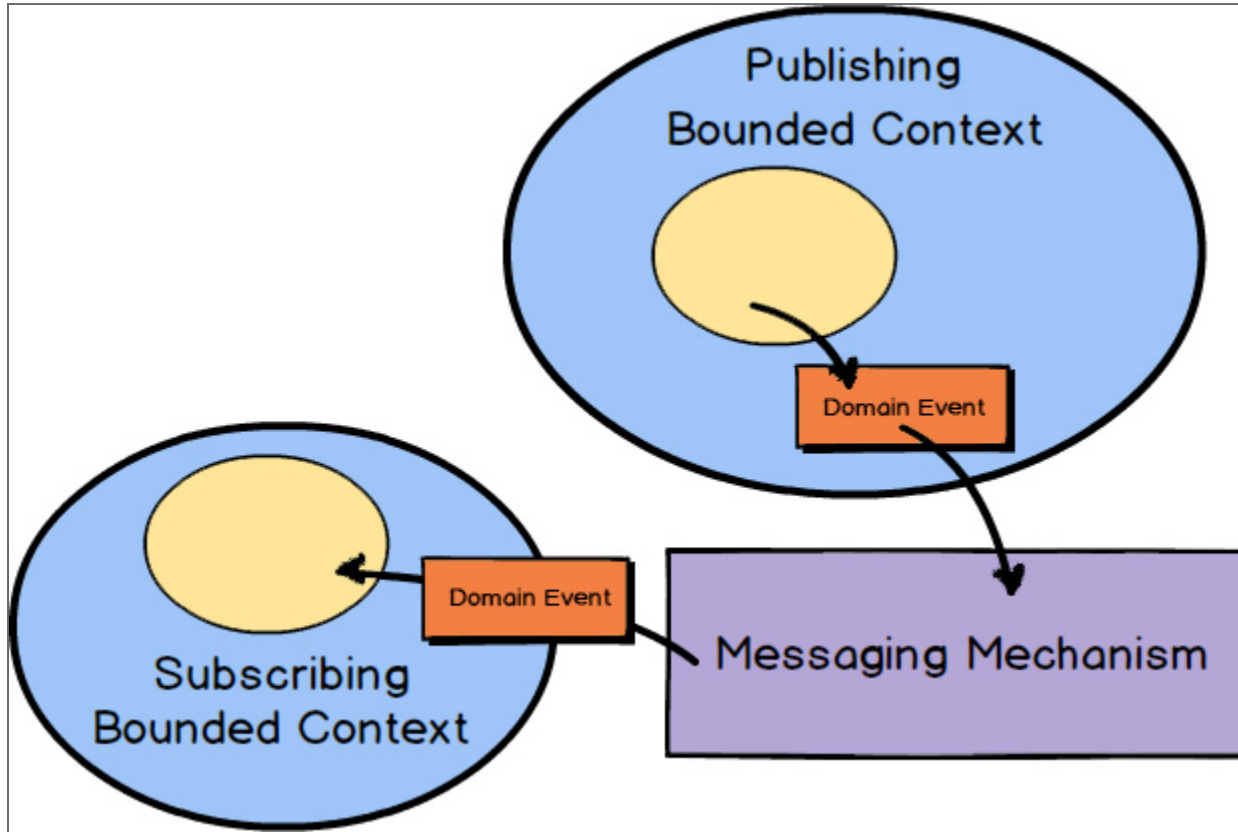 Publishing
Bounded Context
Domain Event
Domain Event
Messaging Mechanism
Subscribing
Bounded Context